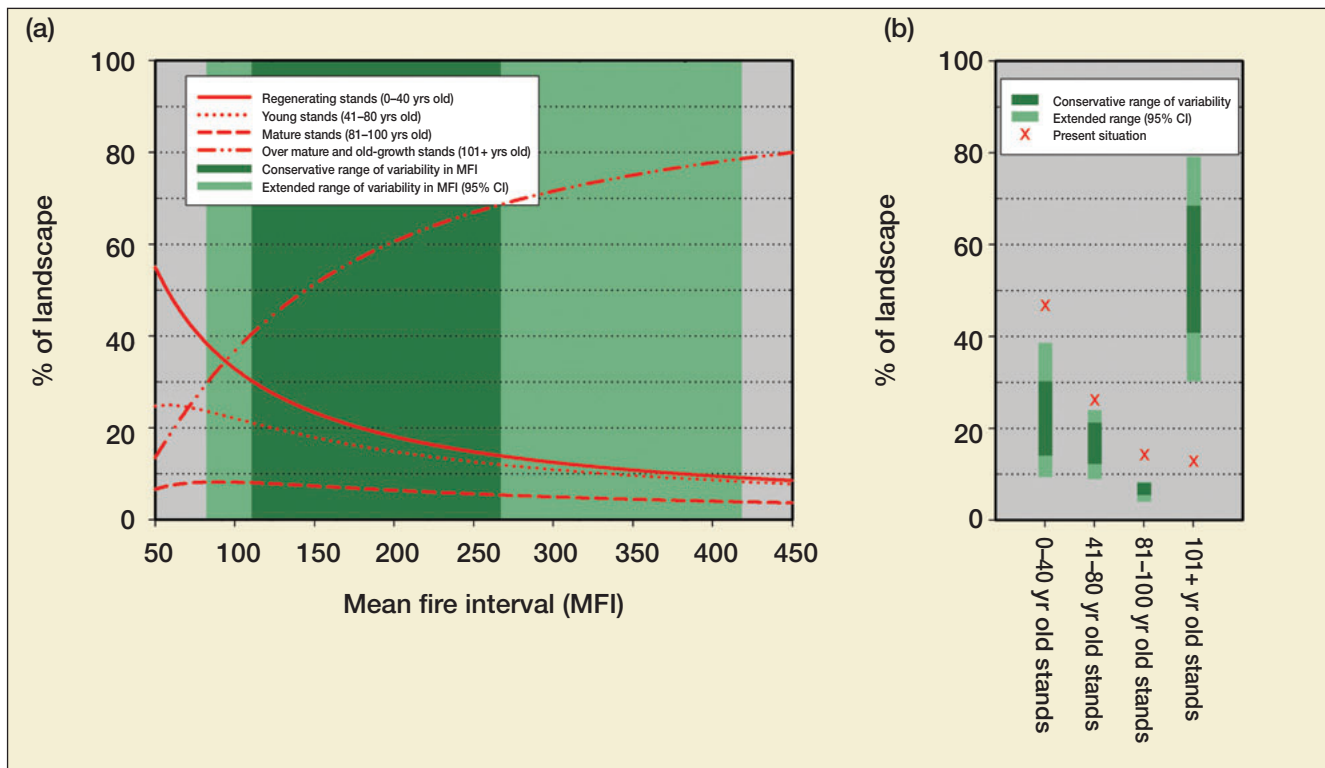 (a)
100
80
60
40
20
0
% of landscape
Regenerating stands (0–40 yrs old)
Young stands (41–80 yrs old)
Mature stands (81–100 yrs old)
Over mature and old-growth stands (101+ yrs old)
Conservative range of variability in MFI
Extended range of variability in MFI (95% CI)
50 100 150 200 250 300 350 400 450
Mean fire interval (MFI)
(b)
100
80
60
40
20
0
% of landscape
Conservative range of variability
Extended range (95% CI)
x Present situation
0–40 yr old stands
41–80 yr old stands
81–100 yr old stands
101+ yr old stands